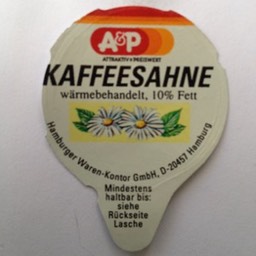 A&P
ATTRAKTIV + PREISWERT
KAFFEESAHNE
wärmebehandelt, 10% Fett
Hamburger Waren-Kontor GmbH, D-20457 Hamburg
Mindestens
haltbar bis:
siehe
Rückseite
Lasche